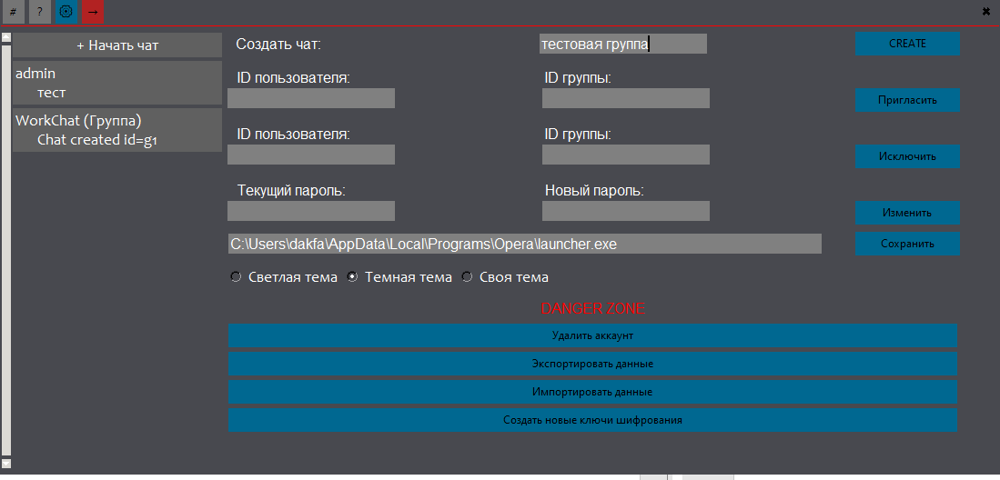 # ? → ✖
+ Начать чат
admin
тест
WorkChat (Группа)
Chat created id=g1
Создать чат: тестовая группа CREATE
ID пользователя: ID группы:
Пригласить
ID пользователя: ID группы:
Исключить
Текущий пароль: Новый пароль:
Изменить
C:\Users\dakfa\AppData\Local\Programs\Opera\launcher.exe Сохранить
Светлая тема Темная тема Своя тема
DANGER ZONE
Удалить аккаунт
Экспортировать данные
Импортировать данные
Создать новые ключи шифрования